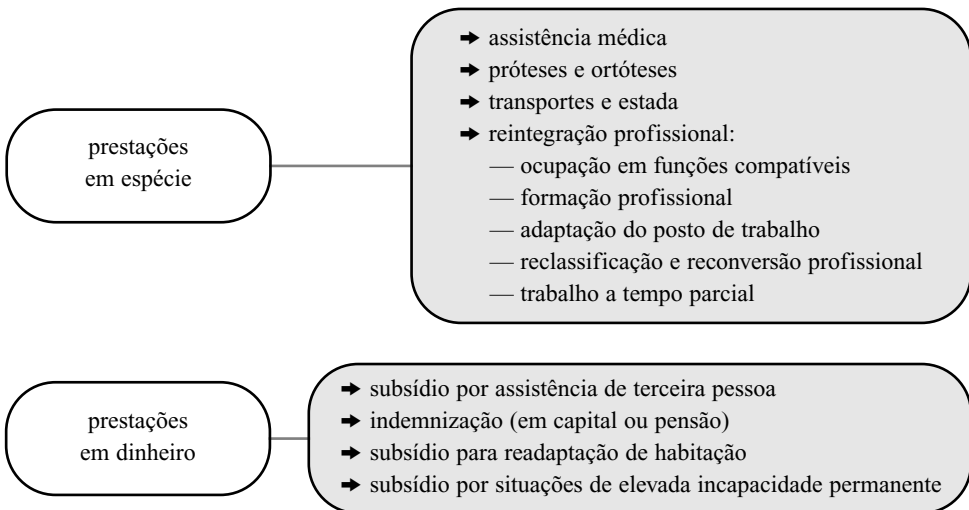 prestações
em espécie
➜ assistência médica
➜ próteses e ortóteses
➜ transportes e estada
➜ reintegração profissional:
— ocupação em funções compatíveis
— formação profissional
— adaptação do posto de trabalho
— reclassificação e reconversão profissional
— trabalho a tempo parcial
prestações
em dinheiro
➜ subsídio por assistência de terceira pessoa
➜ indemnização (em capital ou pensão)
➜ subsídio para readaptação de habitação
➜ subsídio por situações de elevada incapacidade permanente